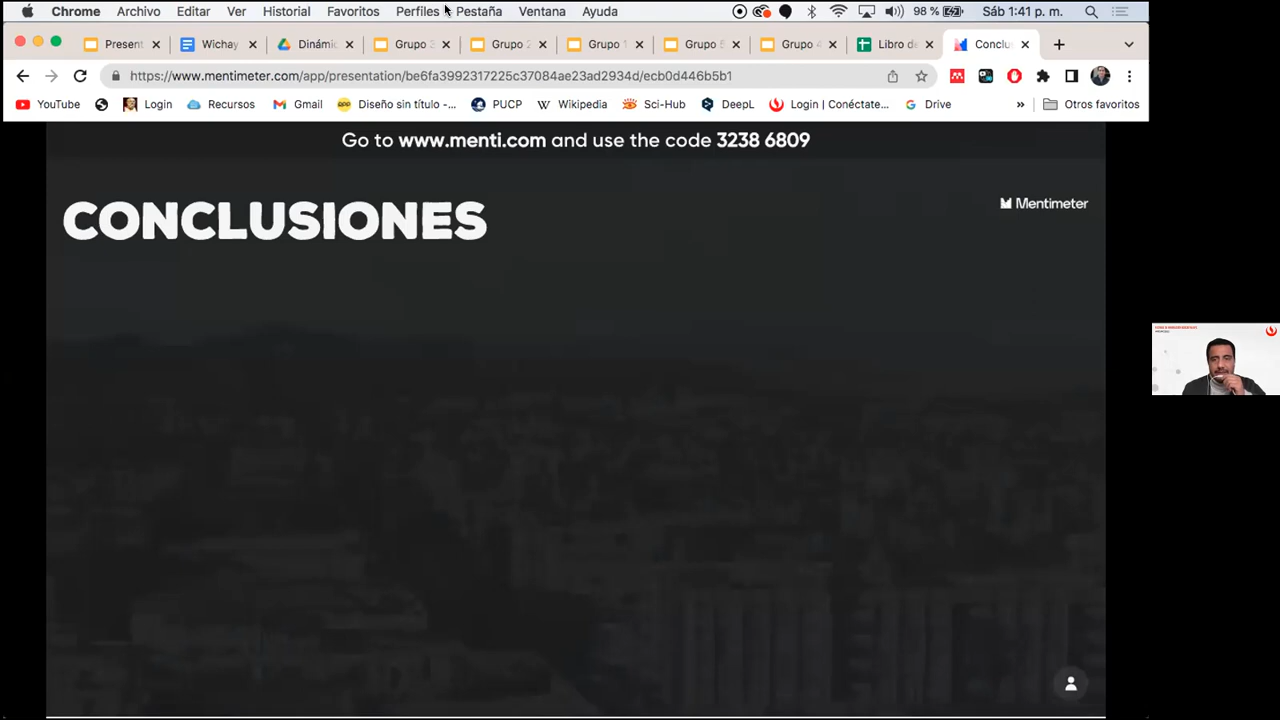 Chrome Archivo Editar Ver Historial Favoritos Perfiles Pestaña Ventana Ayuda 98 % Sáb 1:41 p. m.
Present Wichay Dinámic Grupo 3 Grupo 2 Grupo 1 Grupo 5 Grupo 4 Libro de Conclu
https://www.mentimeter.com/app/presentation/be6fa3992317225c37084ae23ad2934d/ecb0d446b5b1
YouTube Login Recursos Gmail Diseño sin título -... PUCP Wikipedia Sci-Hub DeepL Login | Conéctate... Drive » Otros favoritos
Go to www.menti.com and use the code 3238 6809
CONCLUSIONES
Mentimeter